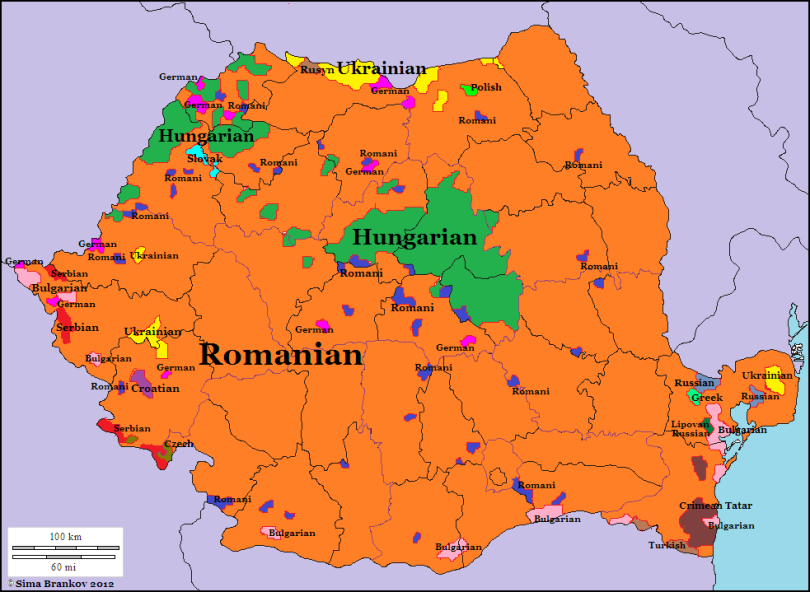 Rusyn
Ukrainian
German
German
Polish
German
Romani
Romani
Hungarian
Romani
Slovak
Romani
Romani
German
Romani
Romani
Romani
Hungarian
German
Romani
Ukrainian
German
Serbian
Romani
Romani
Bulgarian
German
Romani
Serbian
Ukrainian
German
German
Romanian
Bulgarian
German
Romani
Ukrainian
Russian
Romani
Croatian
Romani
Russian
Greek
Lipovan
Russian
Bulgarian
Serbian
Czech
Romani
Romani
Crimean Tatar
Bulgarian
Bulgarian
Bulgarian
Bulgarian
Turkish
100 km
60 mi
© Sima Brankov 2012